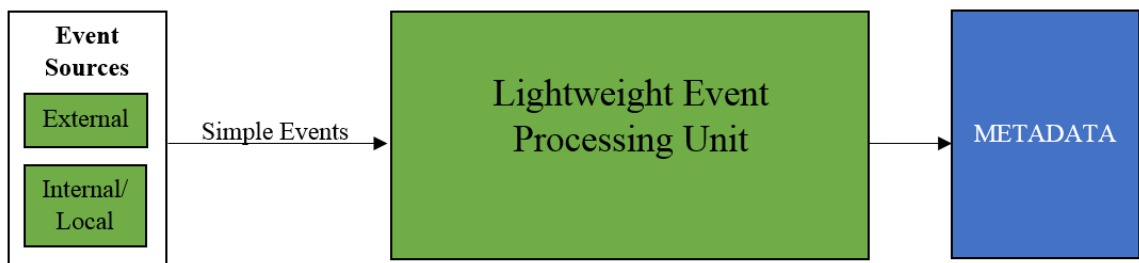 Event
Sources
External
Internal/
Local
Simple Events
Lightweight Event
Processing Unit
METADATA